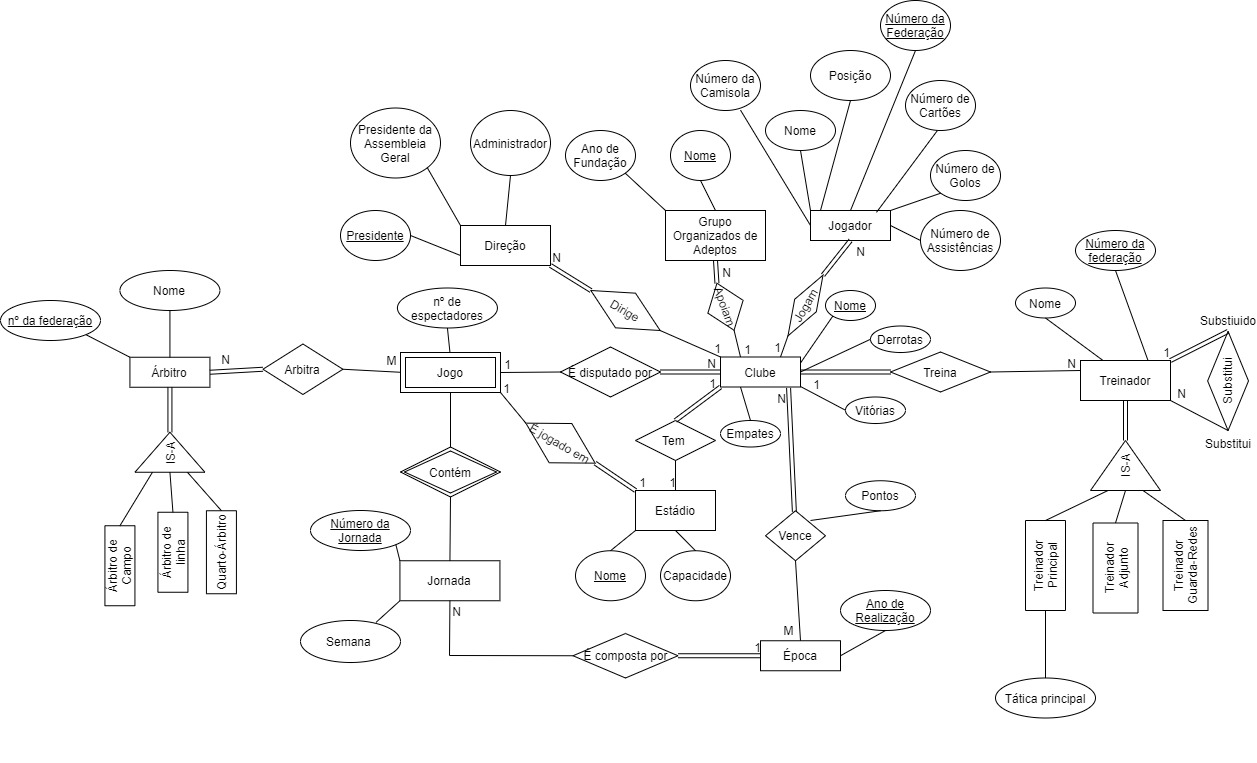 Número da
Federação
Número da
Camisola
Posição
Número de
Cartões
Nome
Presidente da
Assembleia
Geral
Administrador
Ano de
Fundação
Nome
Número de
Golos
Presidente
Direção
Grupo
Organizados de
Adeptos
Jogador
Número de
Assistências
N
N
N
Número da
federação
Nome
nº da federação
nº de
espectadores
Dirige
Apoiam
Jogam
Nome
Nome
Substiuido
Derrotas
1
1
1
1
N
M
1
N
N
Árbitro
Arbitra
Jogo
É disputado por
Clube
Treina
Treinador
Substitui
1
1
1
N
N
Vitórias
Empates
É jogado em
Tem
Substitui
IS-A
Contém
IS-A
1
1
Estádio
Pontos
Número da
Jornada
Vence
Árbitro de
Campo
Árbitro de
linha
Quarto-Árbitro
Treinador
Principal
Treinador
Adjunto
Treinador
Guarda-Redes
Nome
Capacidade
Jornada
N
Semana
Ano de
Realização
M
1
É composta por
Época
Tática principal